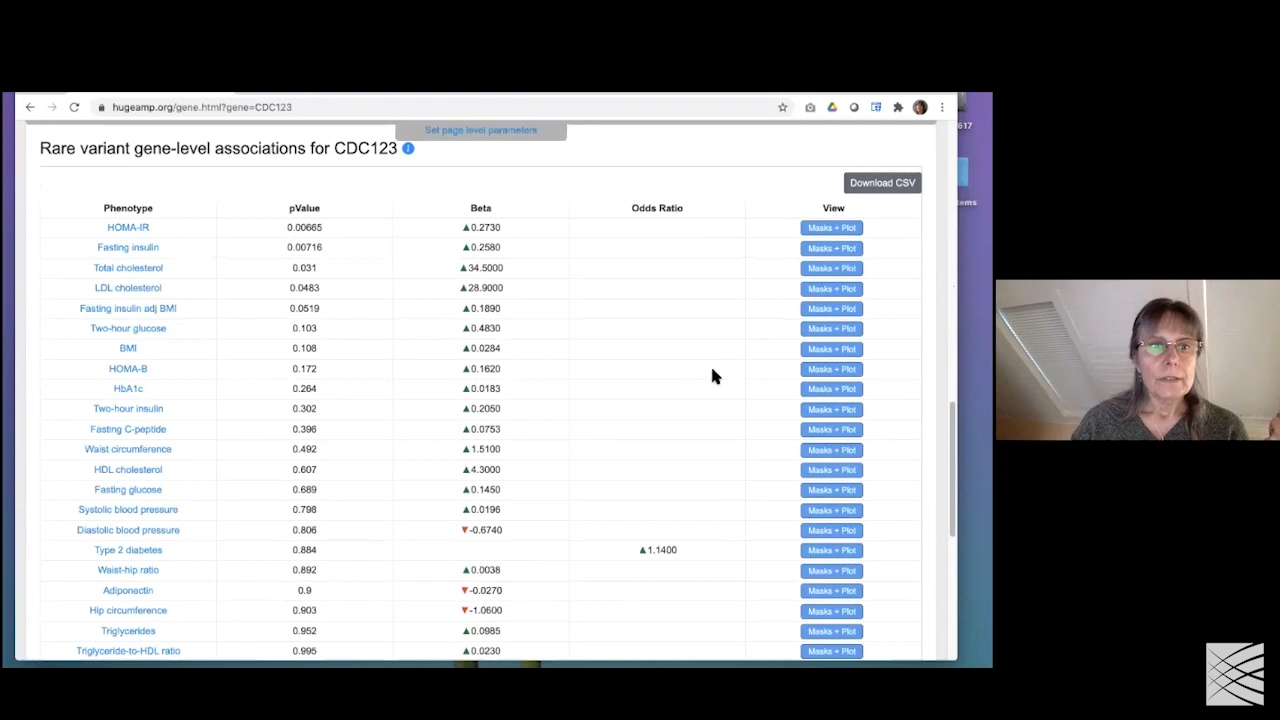 hugeamp.org/gene.html?gene=CDC123
617
Set page level parameters
Rare variant gene-level associations for CDC123
Download CSV
tems
Phenotype pValue Beta Odds Ratio View
HOMA-IR 0.00665 ▲0.2730 Masks + Plot
Fasting insulin 0.00716 ▲0.2580 Masks + Plot
Total cholesterol 0.031 ▲34.5000 Masks + Plot
LDL cholesterol 0.0483 ▲28.9000 Masks + Plot
Fasting insulin adj BMI 0.0519 ▲0.1890 Masks + Plot
Two-hour glucose 0.103 ▲0.4830 Masks + Plot
BMI 0.108 ▲0.0284 Masks + Plot
HOMA-B 0.172 ▲0.1620 Masks + Plot
HbA1c 0.264 ▲0.0183 Masks + Plot
Two-hour insulin 0.302 ▲0.2050 Masks + Plot
Fasting C-peptide 0.396 ▲0.0753 Masks + Plot
Waist circumference 0.492 ▲1.5100 Masks + Plot
HDL cholesterol 0.607 ▲4.3000 Masks + Plot
Fasting glucose 0.689 ▲0.1450 Masks + Plot
Systolic blood pressure 0.798 ▲0.0196 Masks + Plot
Diastolic blood pressure 0.806 ▼-0.6740 Masks + Plot
Type 2 diabetes 0.884 ▲1.1400 Masks + Plot
Waist-hip ratio 0.892 ▲0.0038 Masks + Plot
Adiponectin 0.9 ▼-0.0270 Masks + Plot
Hip circumference 0.903 ▼-1.0600 Masks + Plot
Triglycerides 0.952 ▲0.0985 Masks + Plot
Triglyceride-to-HDL ratio 0.995 ▲0.0230 Masks + Plot